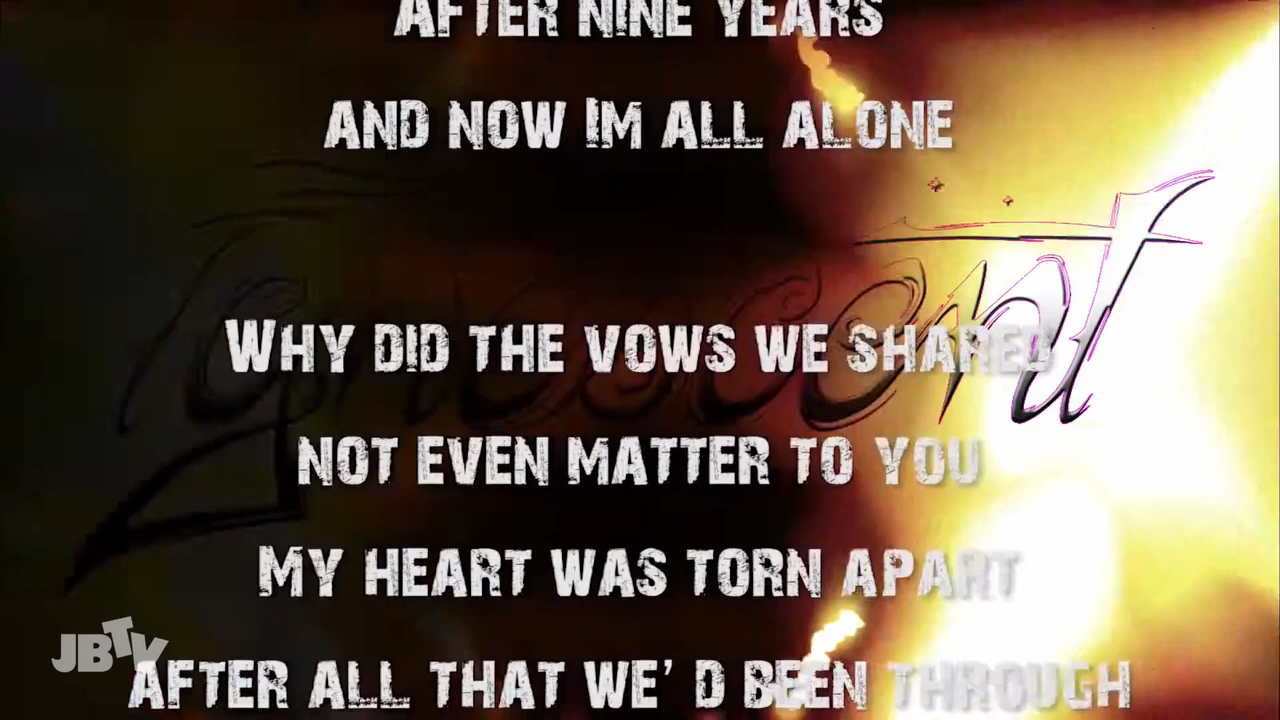 AFTER NINE YEARS
AND NOW IM ALL ALONE
Ignescent
WHY DID THE VOWS WE SHARED
NOT EVEN MATTER TO YOU
MY HEART WAS TORN APART
JBTV
AFTER ALL THAT WE'D BEEN THROUGH